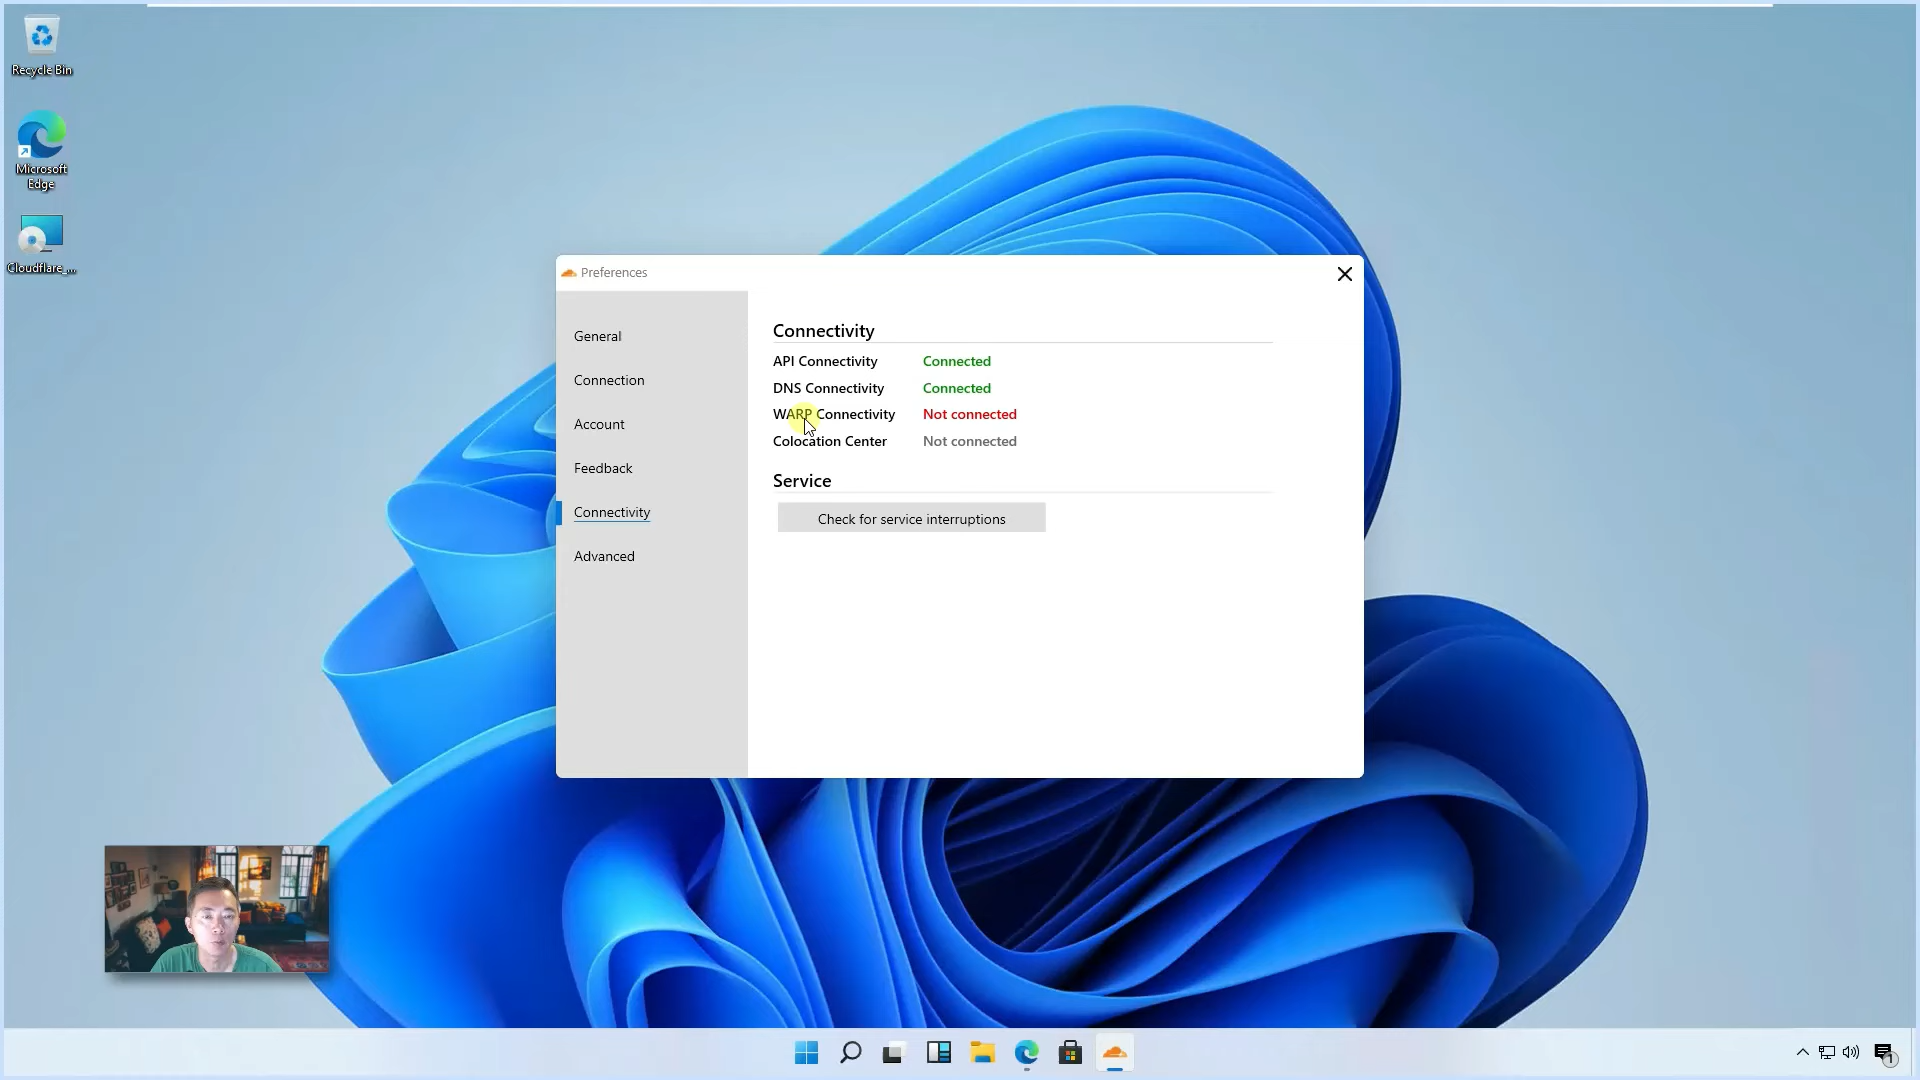 Recycle Bin
Microsoft
Edge
Cloudflare_...
Preferences
General
Connection
Account
Feedback
Connectivity
Advanced
Connectivity
API Connectivity Connected
DNS Connectivity Connected
WARP Connectivity Not connected
Colocation Center Not connected
Service
Check for service interruptions
1